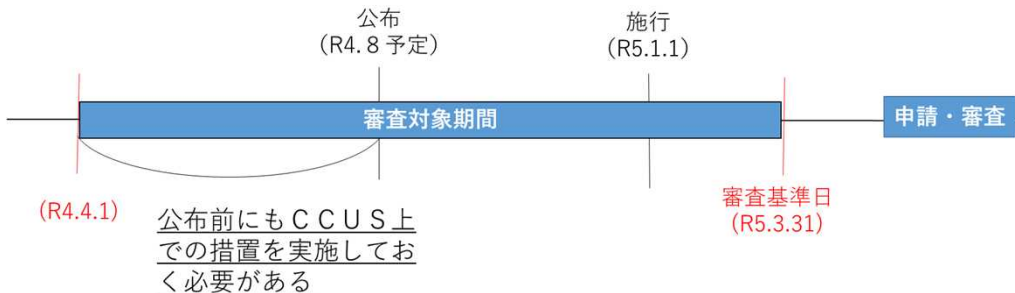 公布
(R4.８予定)
施行
(R5.1.1)
審査対象期間
申請・審査
(R4.4.1)
審査基準日
(R5.3.31)
公布前にもＣＣＵＳ上
での措置を実施してお
く必要がある